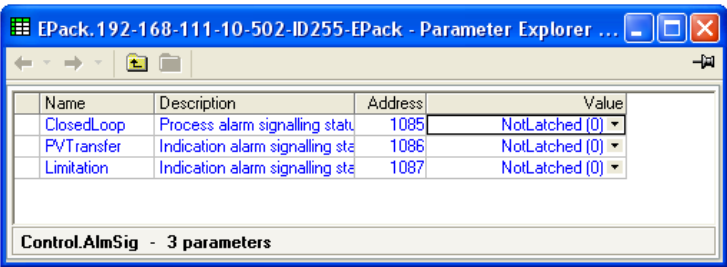 EPack.192-168-111-10-502-ID255-EPack - Parameter Explorer ...
Name Description Address Value
ClosedLoop Process alarm signalling statu 1085 NotLatched (0)
PVTransfer Indication alarm signalling sta 1086 NotLatched (0)
Limitation Indication alarm signalling sta 1087 NotLatched (0)
Control.AlmSig - 3 parameters